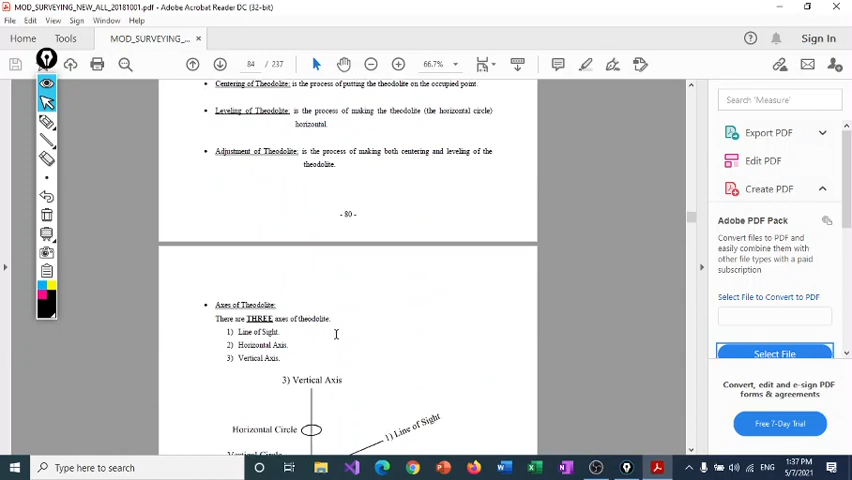 MOD_SURVEYING_NEW_ALL_20181001.pdf - Adobe Acrobat Reader DC (32-bit)
File Edit View Sign Window Help
Home Tools MOD_SURVEYING_... × Sign In
84 / 237 66.7%
• Centering of Theodolite: is the process of putting the theodolite on the occupied point.
• Leveling of Theodolite: is the process of making the theodolite (the horizontal circle)
horizontal.
• Adjustment of Theodolite: is the process of making both centering and leveling of the
theodolite.
- 80 -
• Axes of Theodolite:
There are THREE axes of theodolite.
1) Line of Sight.
2) Horizontal Axis.
3) Vertical Axis.
3) Vertical Axis
Horizontal Circle
1) Line of Sight
Vertical Circle
Search 'Measure'
Export PDF
Edit PDF
Create PDF
Adobe PDF Pack
Convert files to PDF and
easily combine them with
other file types with a paid
subscription
Select File to Convert to PDF
Select File
Convert, edit and e-sign PDF
forms & agreements
Free 7-Day Trial
Type here to search
ENG
1:37 PM
5/7/2021